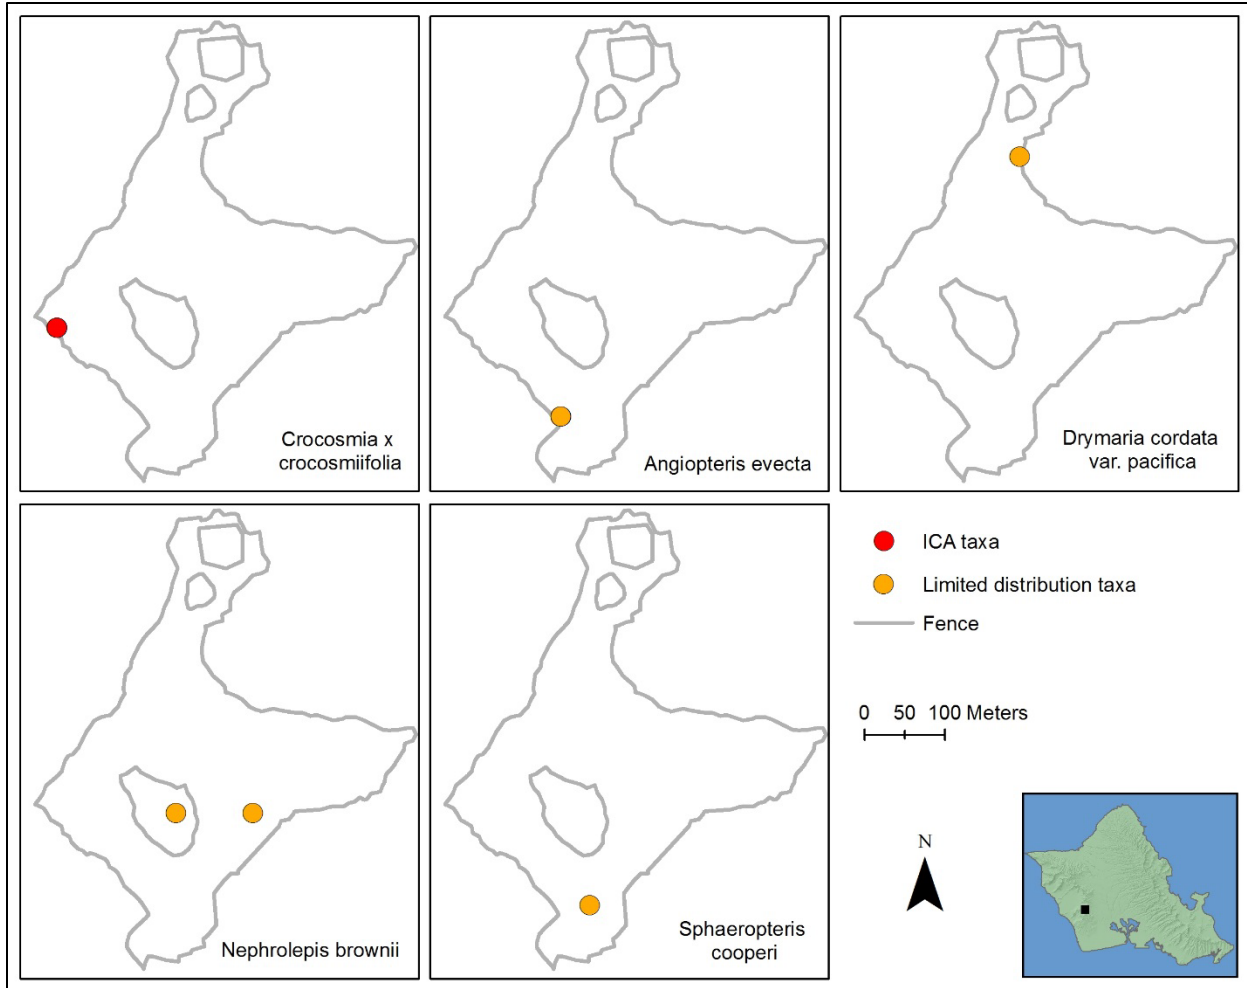 Crocosmia x
crocosmiifolia
Angiopteris evecta
Drymaria cordata
var. pacifica
Nephrolepis brownii
Sphaeropteris
cooperi
ICA taxa
Limited distribution taxa
Fence
0 50 100 Meters
N